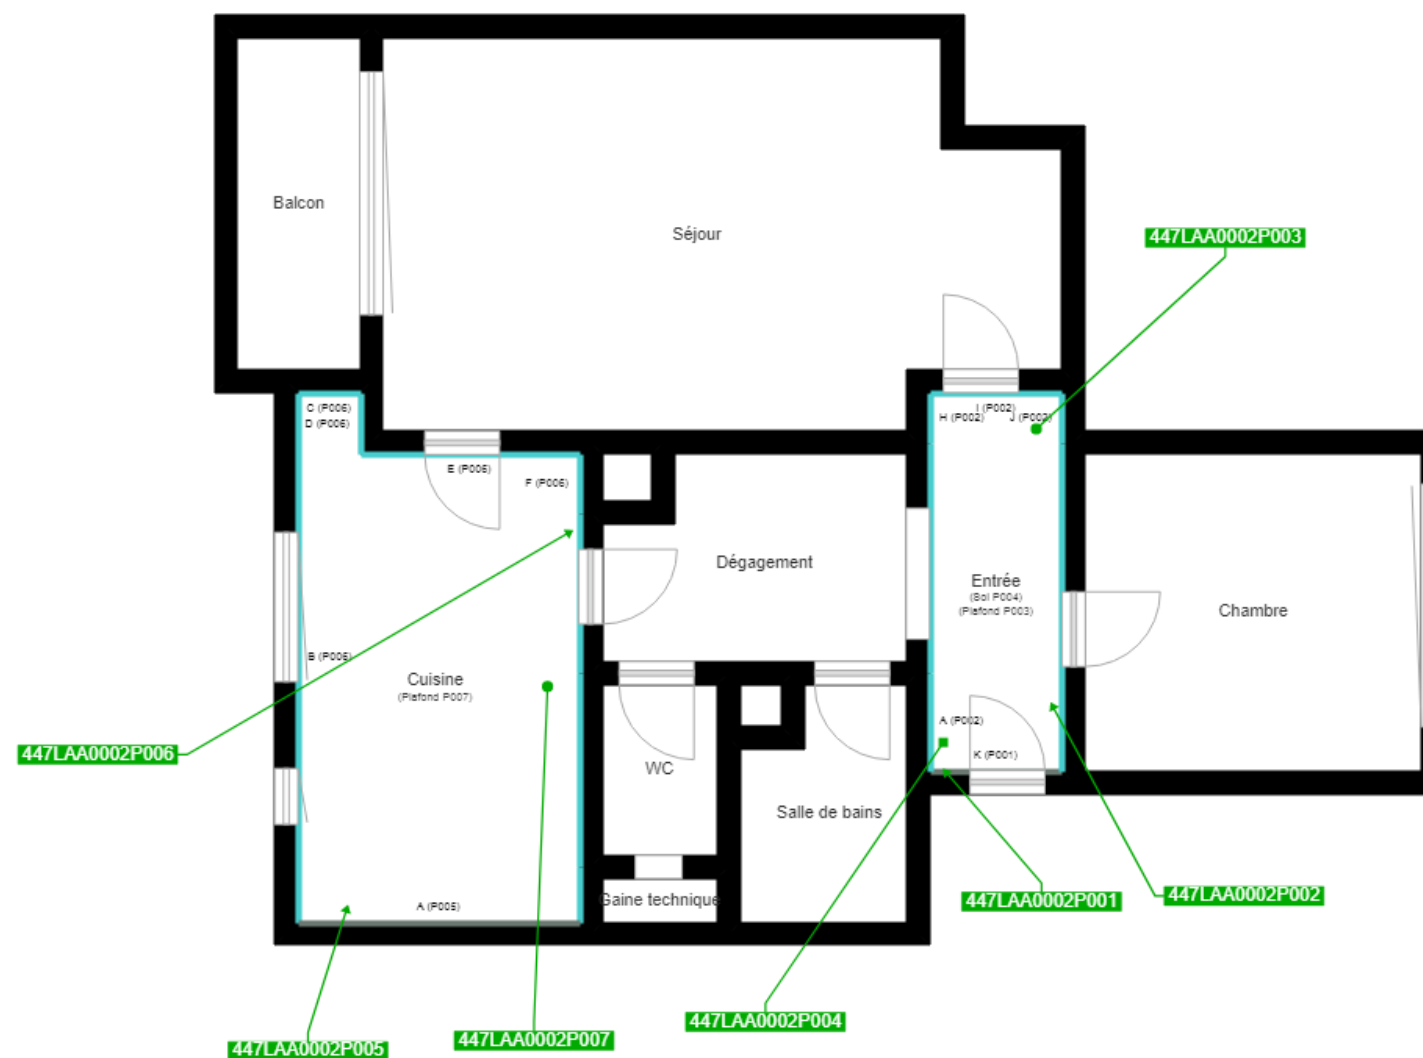 Balcon
Séjour
447LAA0002P003
C (P006)
D (P006)
I (P002)
H (P002)
J (P002)
E (P006)
F (P006)
Dégagement
Entrée
(Sol P004)
(Plafond P003)
Chambre
B (P006)
Cuisine
(Plafond P007)
A (P002)
447LAA0002P006
K (P001)
WC
Salle de bains
Gaine technique
447LAA0002P001
447LAA0002P002
A (P005)
447LAA0002P004
447LAA0002P007
447LAA0002P005